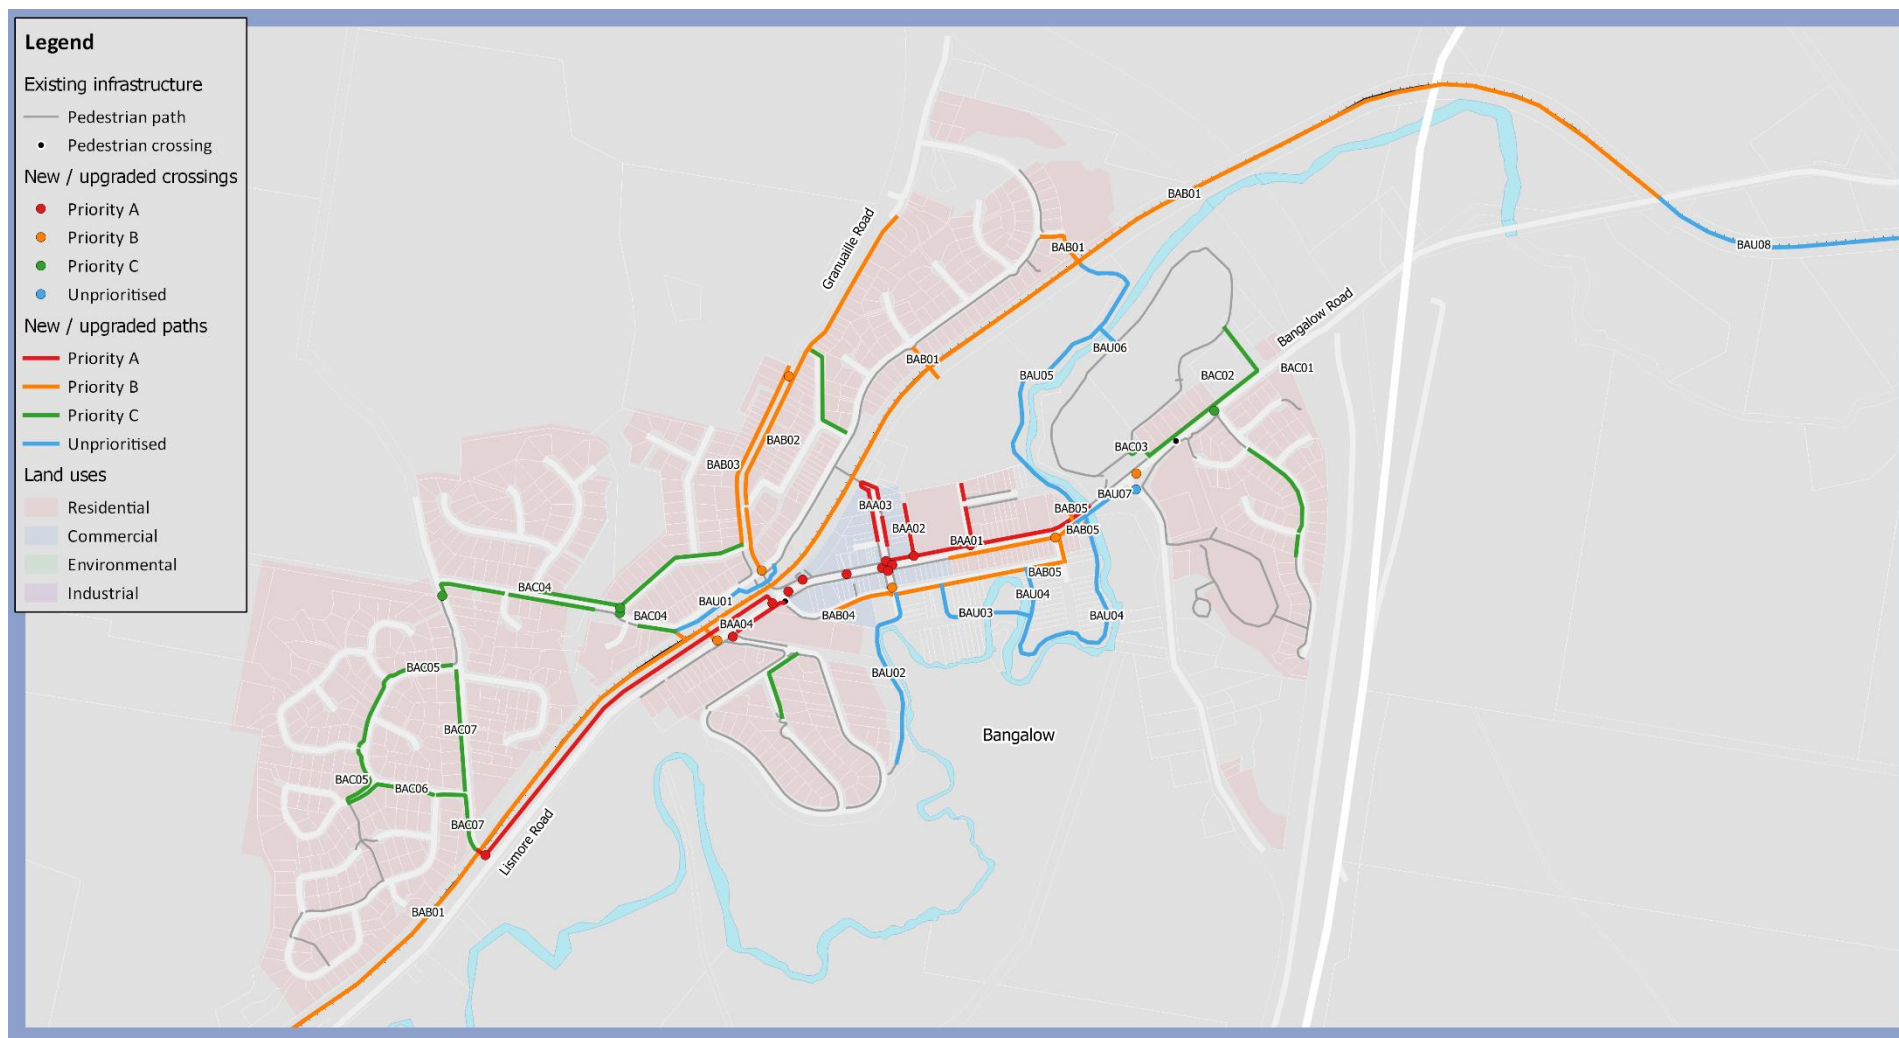 Legend
Existing infrastructure
Pedestrian path
Pedestrian crossing
New / upgraded crossings
Priority A
Priority B
Priority C
Unprioritised
New / upgraded paths
Priority A
Priority B
Priority C
Unprioritised
Land uses
Residential
Commercial
Environmental
Industrial
BAB01
BAU08
Granuaille Road
BAB01
Bangalow Road
BAU06
BAB01
BAU05
BAC02
BAC01
BAB02
BAC03
BAB03
BAU07
BAA03
BAB05
BAA02
BAB05
BAA01
BAB05
BAC04
BAU04
BAU01
BAC04
BAB04
BAU03
BAU04
BAA04
BAC05
BAU02
BAC07
Bangalow
BAC05
BAC06
BAC07
Lismore Road
BAB01